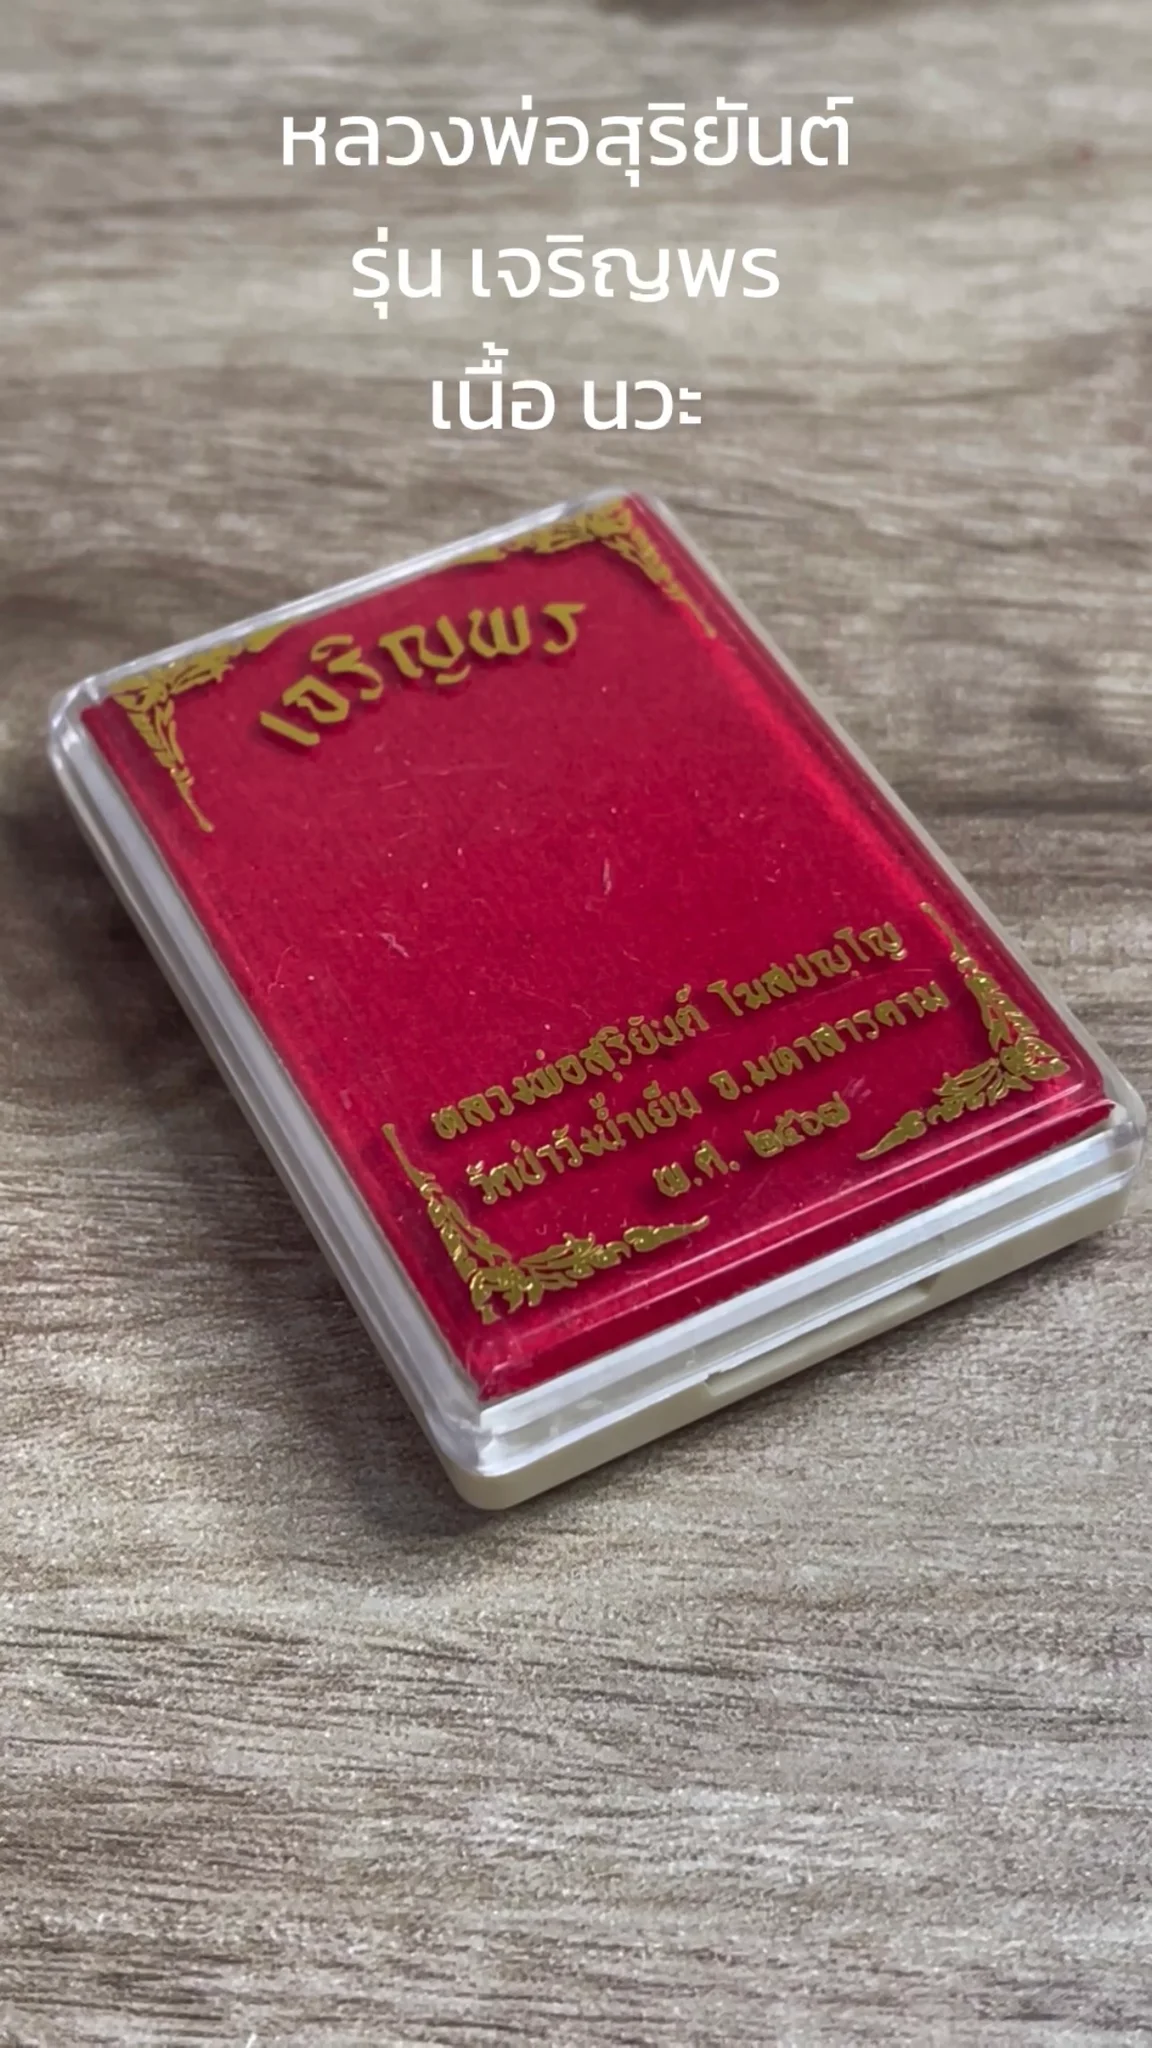 หลวงพ่อสุริยันต์
รุ่น เจริญพร
เนื้อ นวะ
เจริญพร
หลวงพ่อสุริยันต์ โฆสปญฺโญ
วัดป่าวังน้ำเย็น จ.มหาสารคาม
พ.ศ. ๒๕๖๗